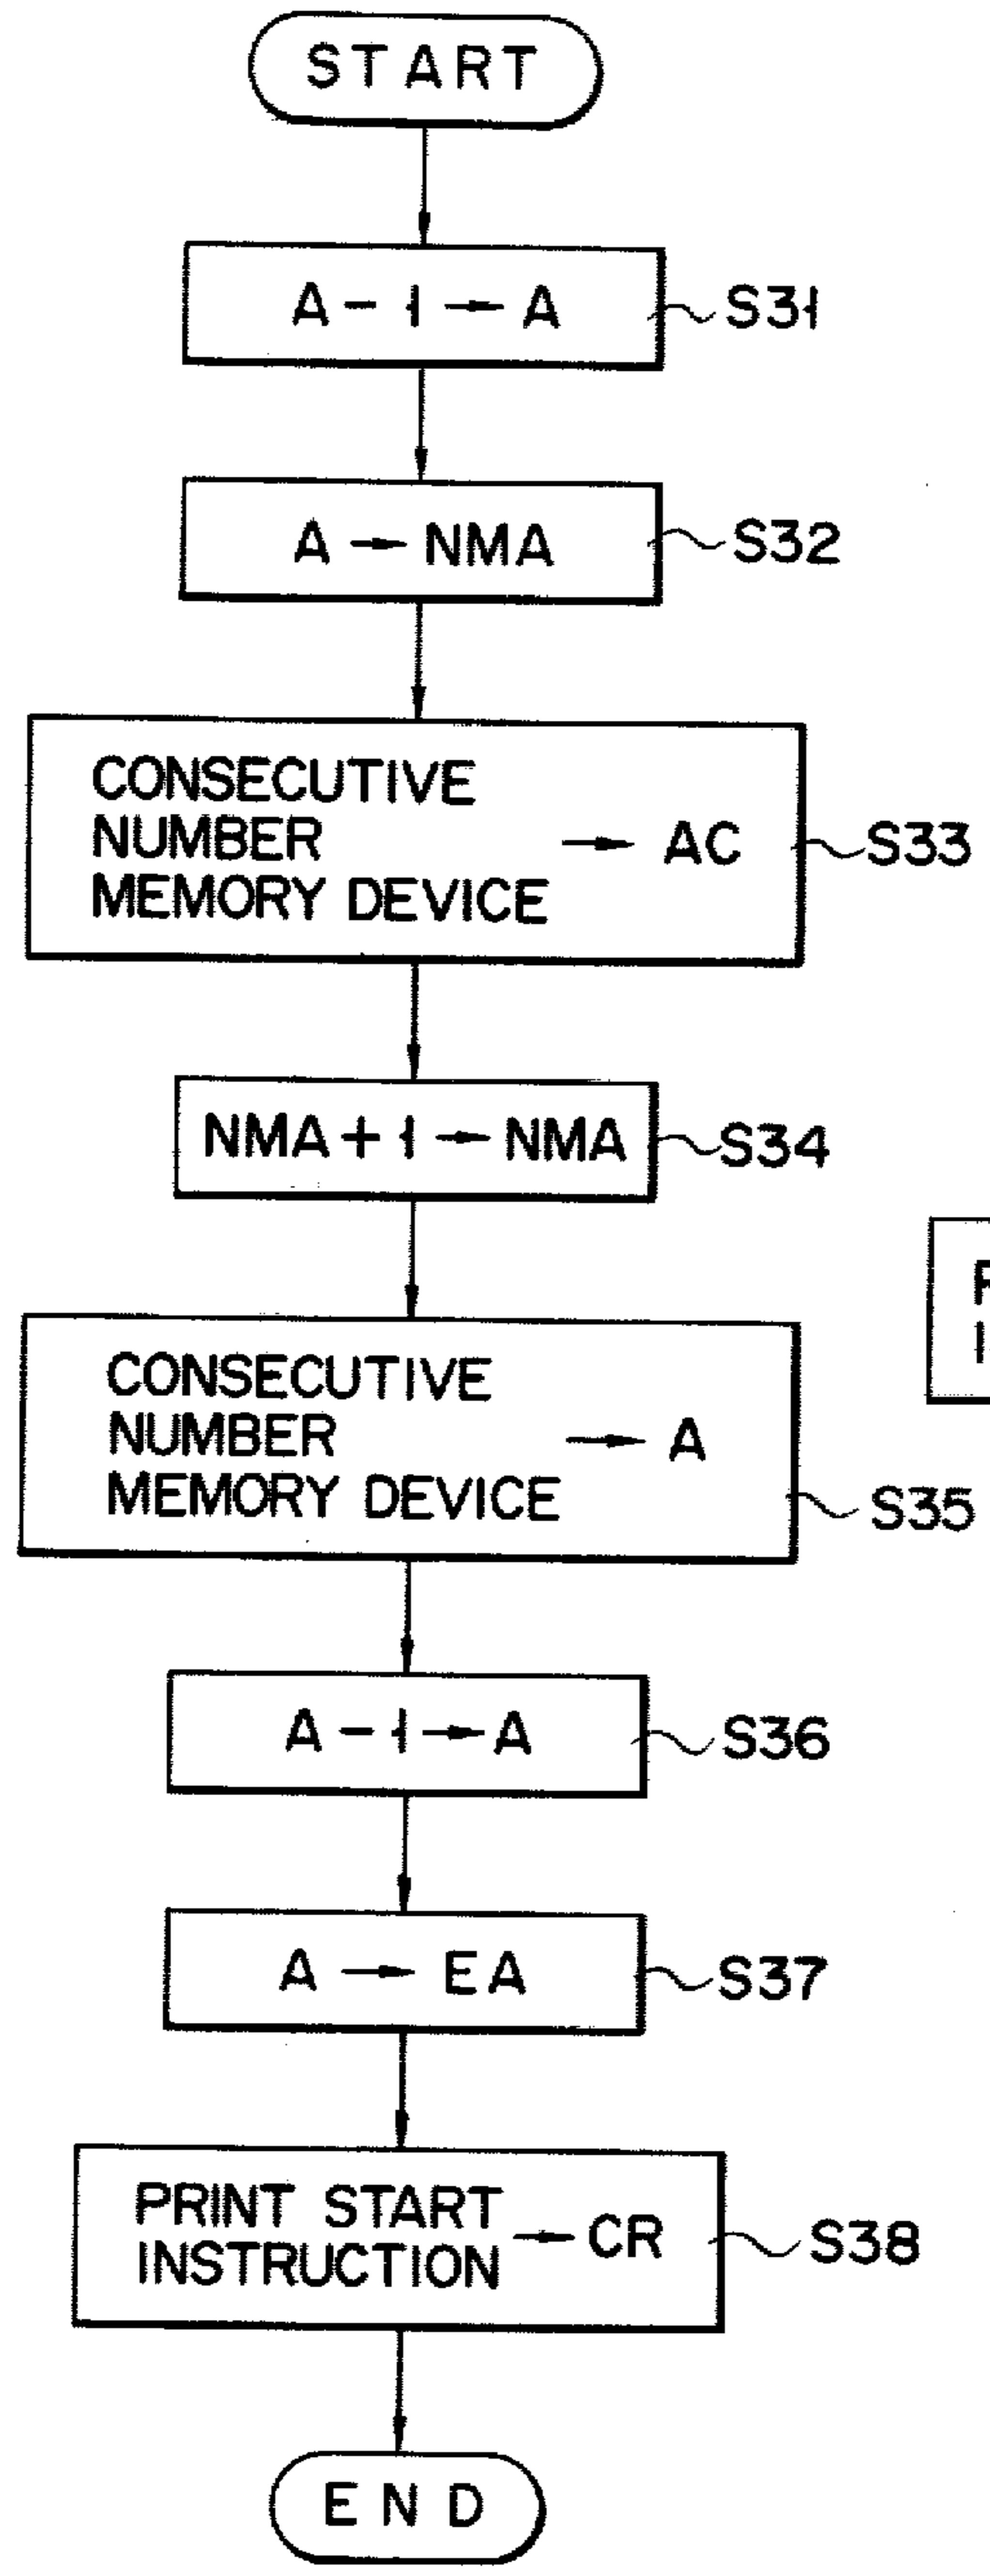 START
A - 1 → A
S31
A → NMA
S32
CONSECUTIVE
NUMBER
MEMORY DEVICE
→ AC
S33
NMA + 1 → NMA
S34
CONSECUTIVE
NUMBER
MEMORY DEVICE
→ A
S35
A - 1 → A
S36
A → EA
S37
PRINT START
INSTRUCTION
→ CR
S38
END